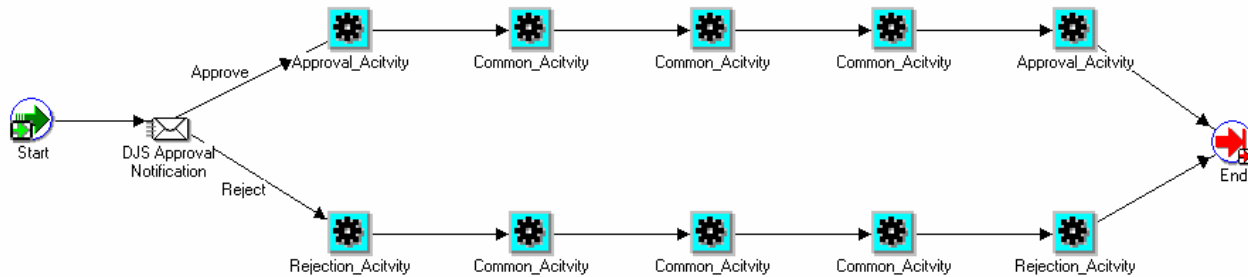 Approval_Acitvity
Common_Acitvity
Common_Acitvity
Common_Acitvity
Approval_Acitvity
Approve
Start
DJS Approval
Notification
End
Reject
Rejection_Acitvity
Common_Acitvity
Common_Acitvity
Common_Acitvity
Rejection_Acitvity